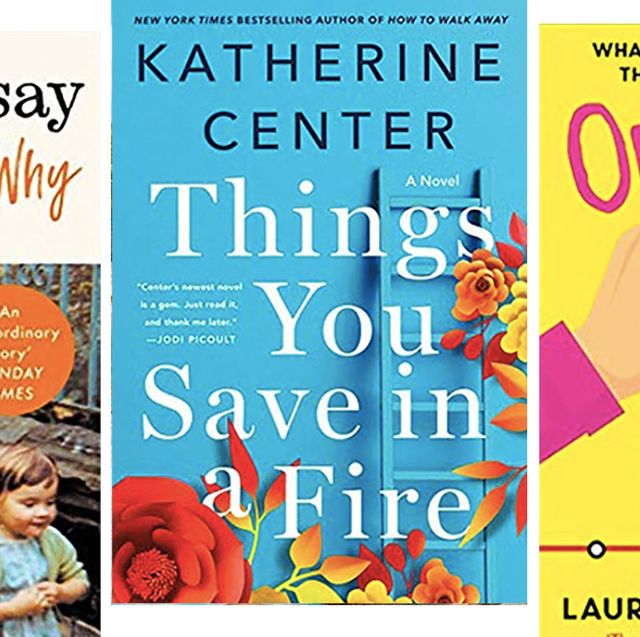 say
Why
An
ordinary
ory'
NDAY
MES
NEW YORK TIMES BESTSELLING AUTHOR OF HOW TO WALK AWAY
KATHERINE
CENTER
A Novel
Things
You
Save in
a Fire
"Center's newest novel
is a gem. Just read it,
and thank me later."
—JODI PICOULT
WHA
TH
LAUR